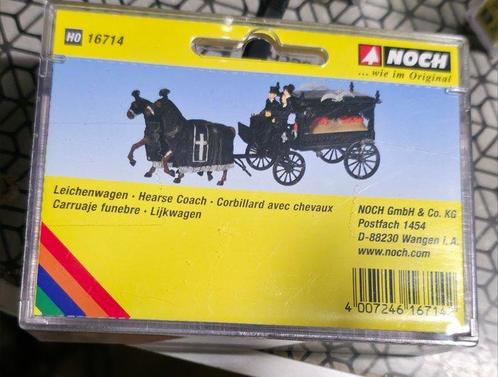 H0 16714
NOCH
... wie im Original
Leichenwagen · Hearse Coach · Corbillard avec chevaux
Carruaje funebre · Lijkwagen
NOCH GmbH & Co. KG
Postfach 1454
D-88230 Wangen i.A.
www.noch.com
4 007246 16714